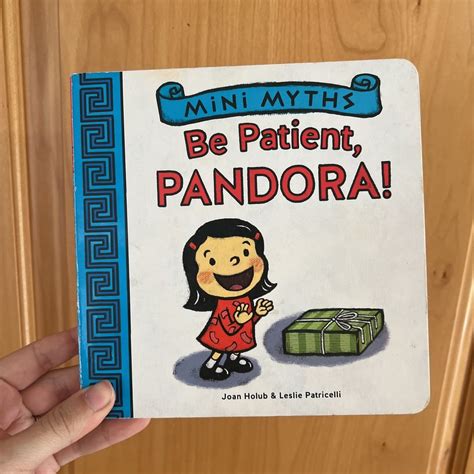 MiNi MYTHS
Be Patient,
PANDORA!
Joan Holub & Leslie Patricelli